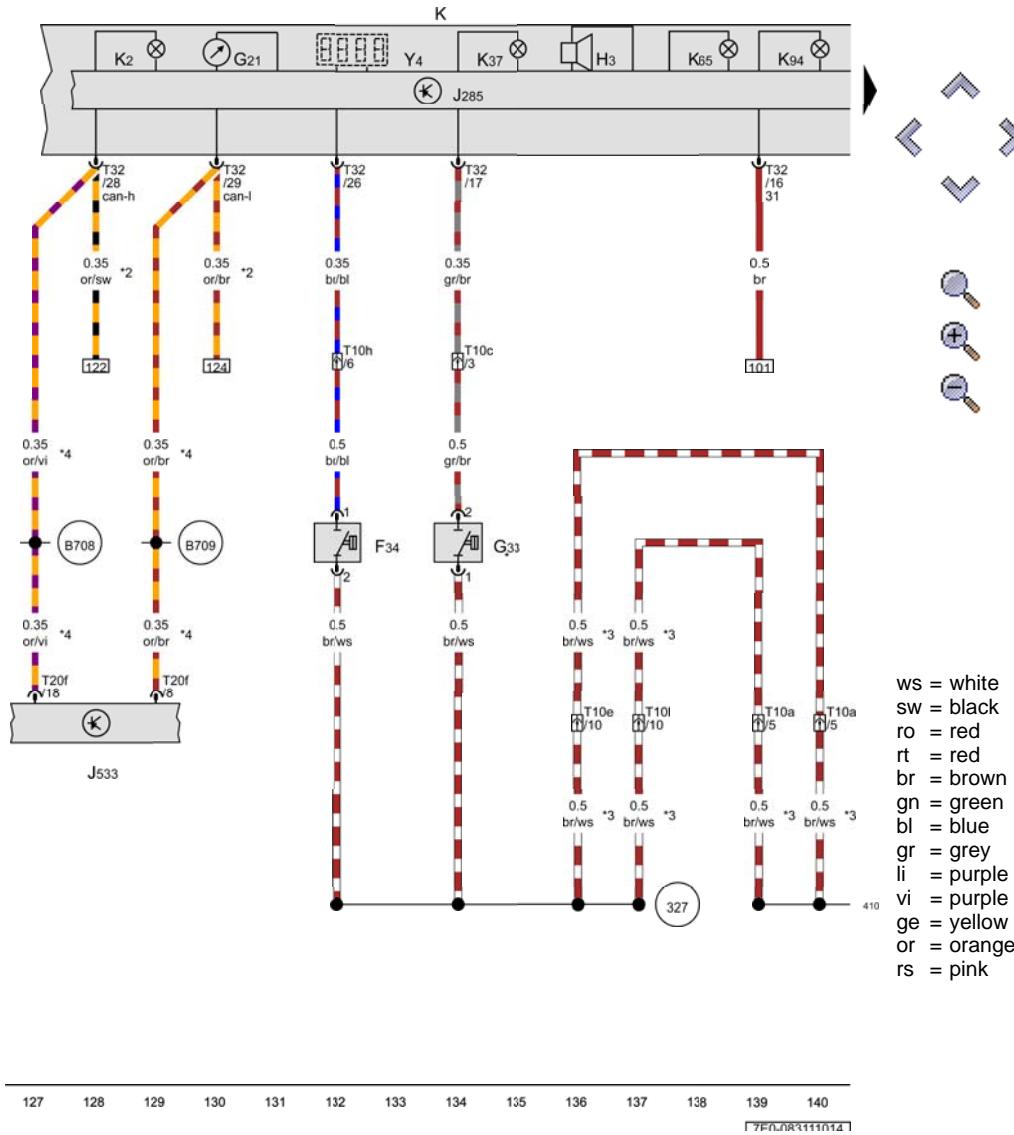 K
K2
G21
Y4
K37
H3
K65
K94
J285
T32
/28
can-h
T32
/29
can-l
T32
/26
T32
/17
T32
/16
31
0.35
or/sw *2
0.35
or/br *2
0.35
br/bl
0.35
gr/br
0.5
br
T10h
/6
T10c
/3
122
124
101
0.35
or/vi *4
0.35
or/br *4
0.5
br/bl
0.5
gr/br
1
2
B708
B709
F34
G33
2
1
0.35
or/vi *4
0.35
or/br *4
0.5
br/ws
0.5
br/ws
0.5
br/ws *3
0.5
br/ws *3
T20f
/18
T20f
/8
J533
T10e
/10
T10l
/10
T10a
/5
T10a
/5
0.5
br/ws *3
0.5
br/ws *3
0.5
br/ws *3
0.5
br/ws *3
327
410
ws = white
sw = black
ro = red
rt = red
br = brown
gn = green
bl = blue
gr = grey
li = purple
vi = purple
ge = yellow
or = orange
rs = pink
127 128 129 130 131 132 133 134 135 136 137 138 139 140
7E0-083111014